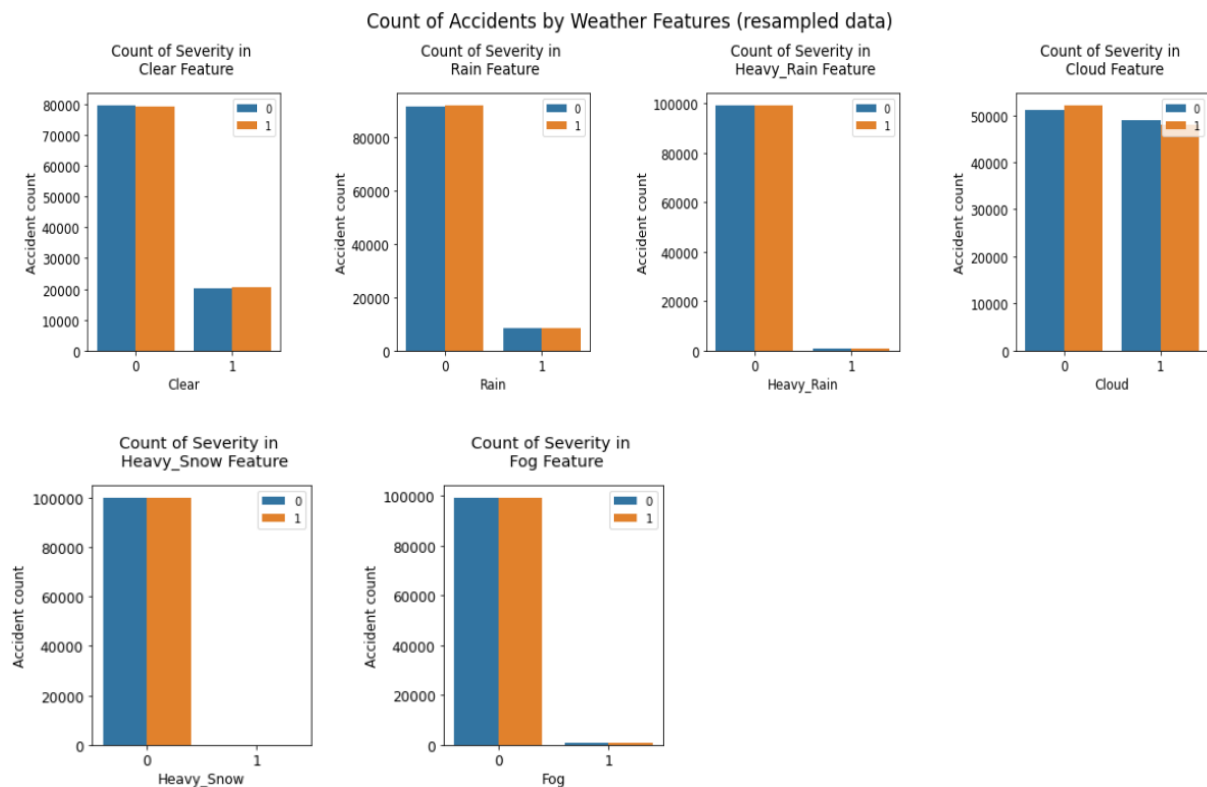 Count of Accidents by Weather Features (resampled data)
Count of Severity in
Clear Feature
80000
70000
60000
50000
40000
30000
20000
10000
0
Accident count
0
1
0
1
Clear
Count of Severity in
Rain Feature
80000
60000
40000
20000
0
Accident count
0
1
0
1
Rain
Count of Severity in
Heavy_Rain Feature
100000
80000
60000
40000
20000
0
Accident count
0
1
0
1
Heavy_Rain
Count of Severity in
Cloud Feature
50000
40000
30000
20000
10000
0
Accident count
0
1
0
1
Cloud
Count of Severity in
Heavy_Snow Feature
100000
80000
60000
40000
20000
0
Accident count
0
1
0
1
Heavy_Snow
Count of Severity in
Fog Feature
100000
80000
60000
40000
20000
0
Accident count
0
1
0
1
Fog